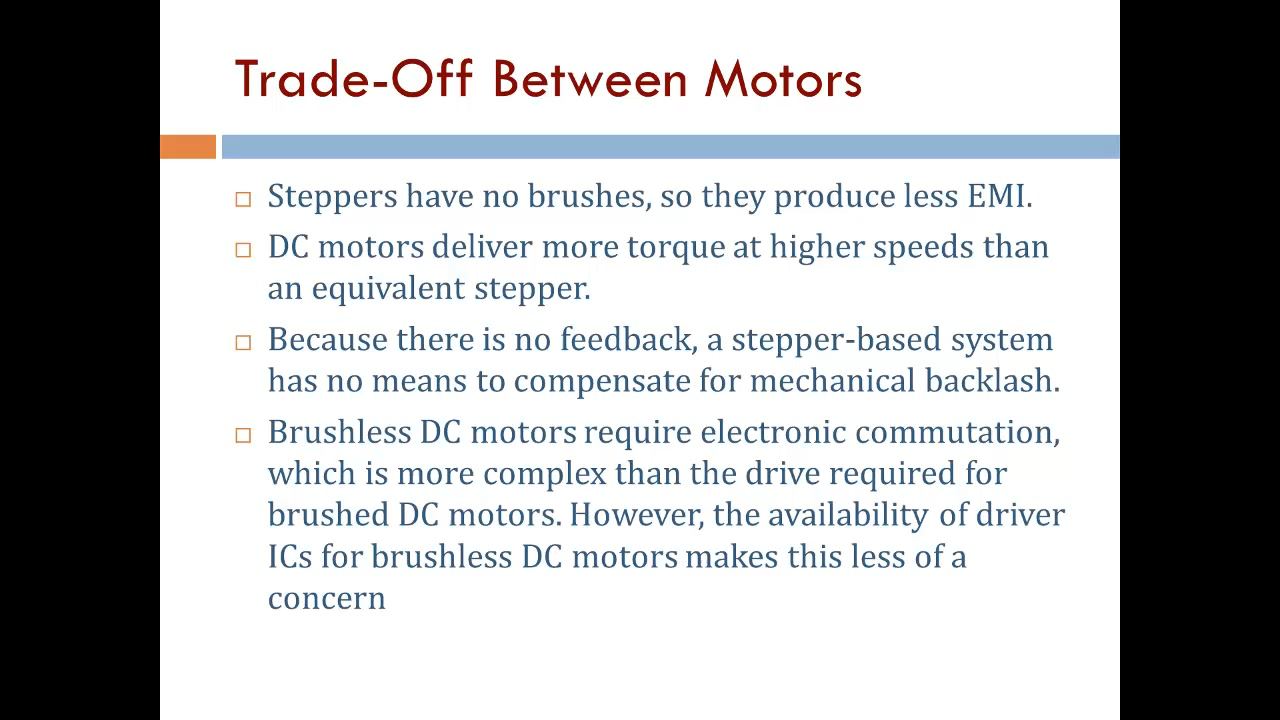 Trade-Off Between Motors
Steppers have no brushes, so they produce less EMI.
DC motors deliver more torque at higher speeds than
an equivalent stepper.
Because there is no feedback, a stepper-based system
has no means to compensate for mechanical backlash.
Brushless DC motors require electronic commutation,
which is more complex than the drive required for
brushed DC motors. However, the availability of driver
ICs for brushless DC motors makes this less of a
concern